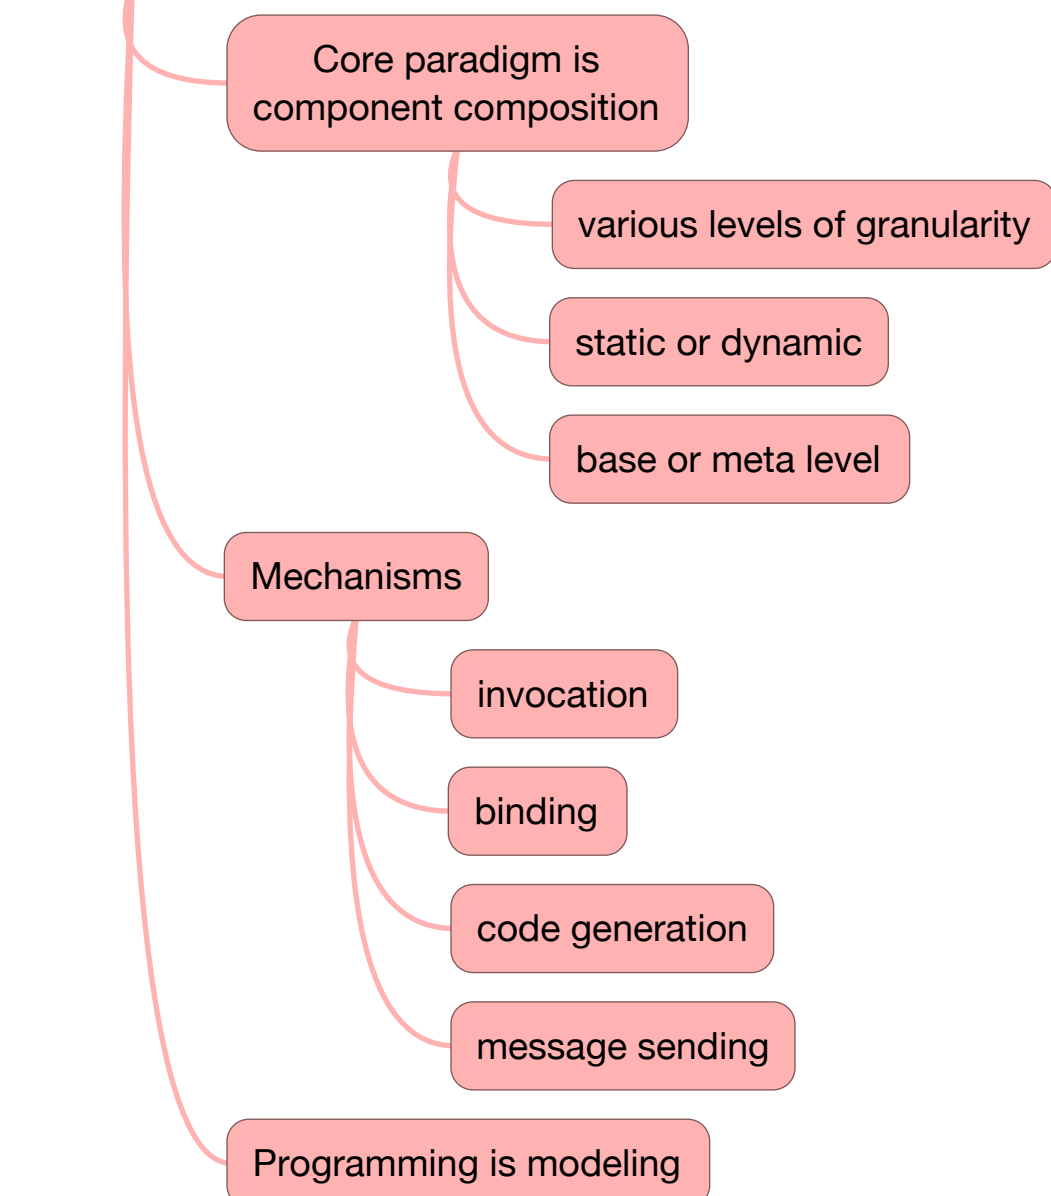 Core paradigm is
component composition
various levels of granularity
static or dynamic
base or meta level
Mechanisms
invocation
binding
code generation
message sending
Programming is modeling